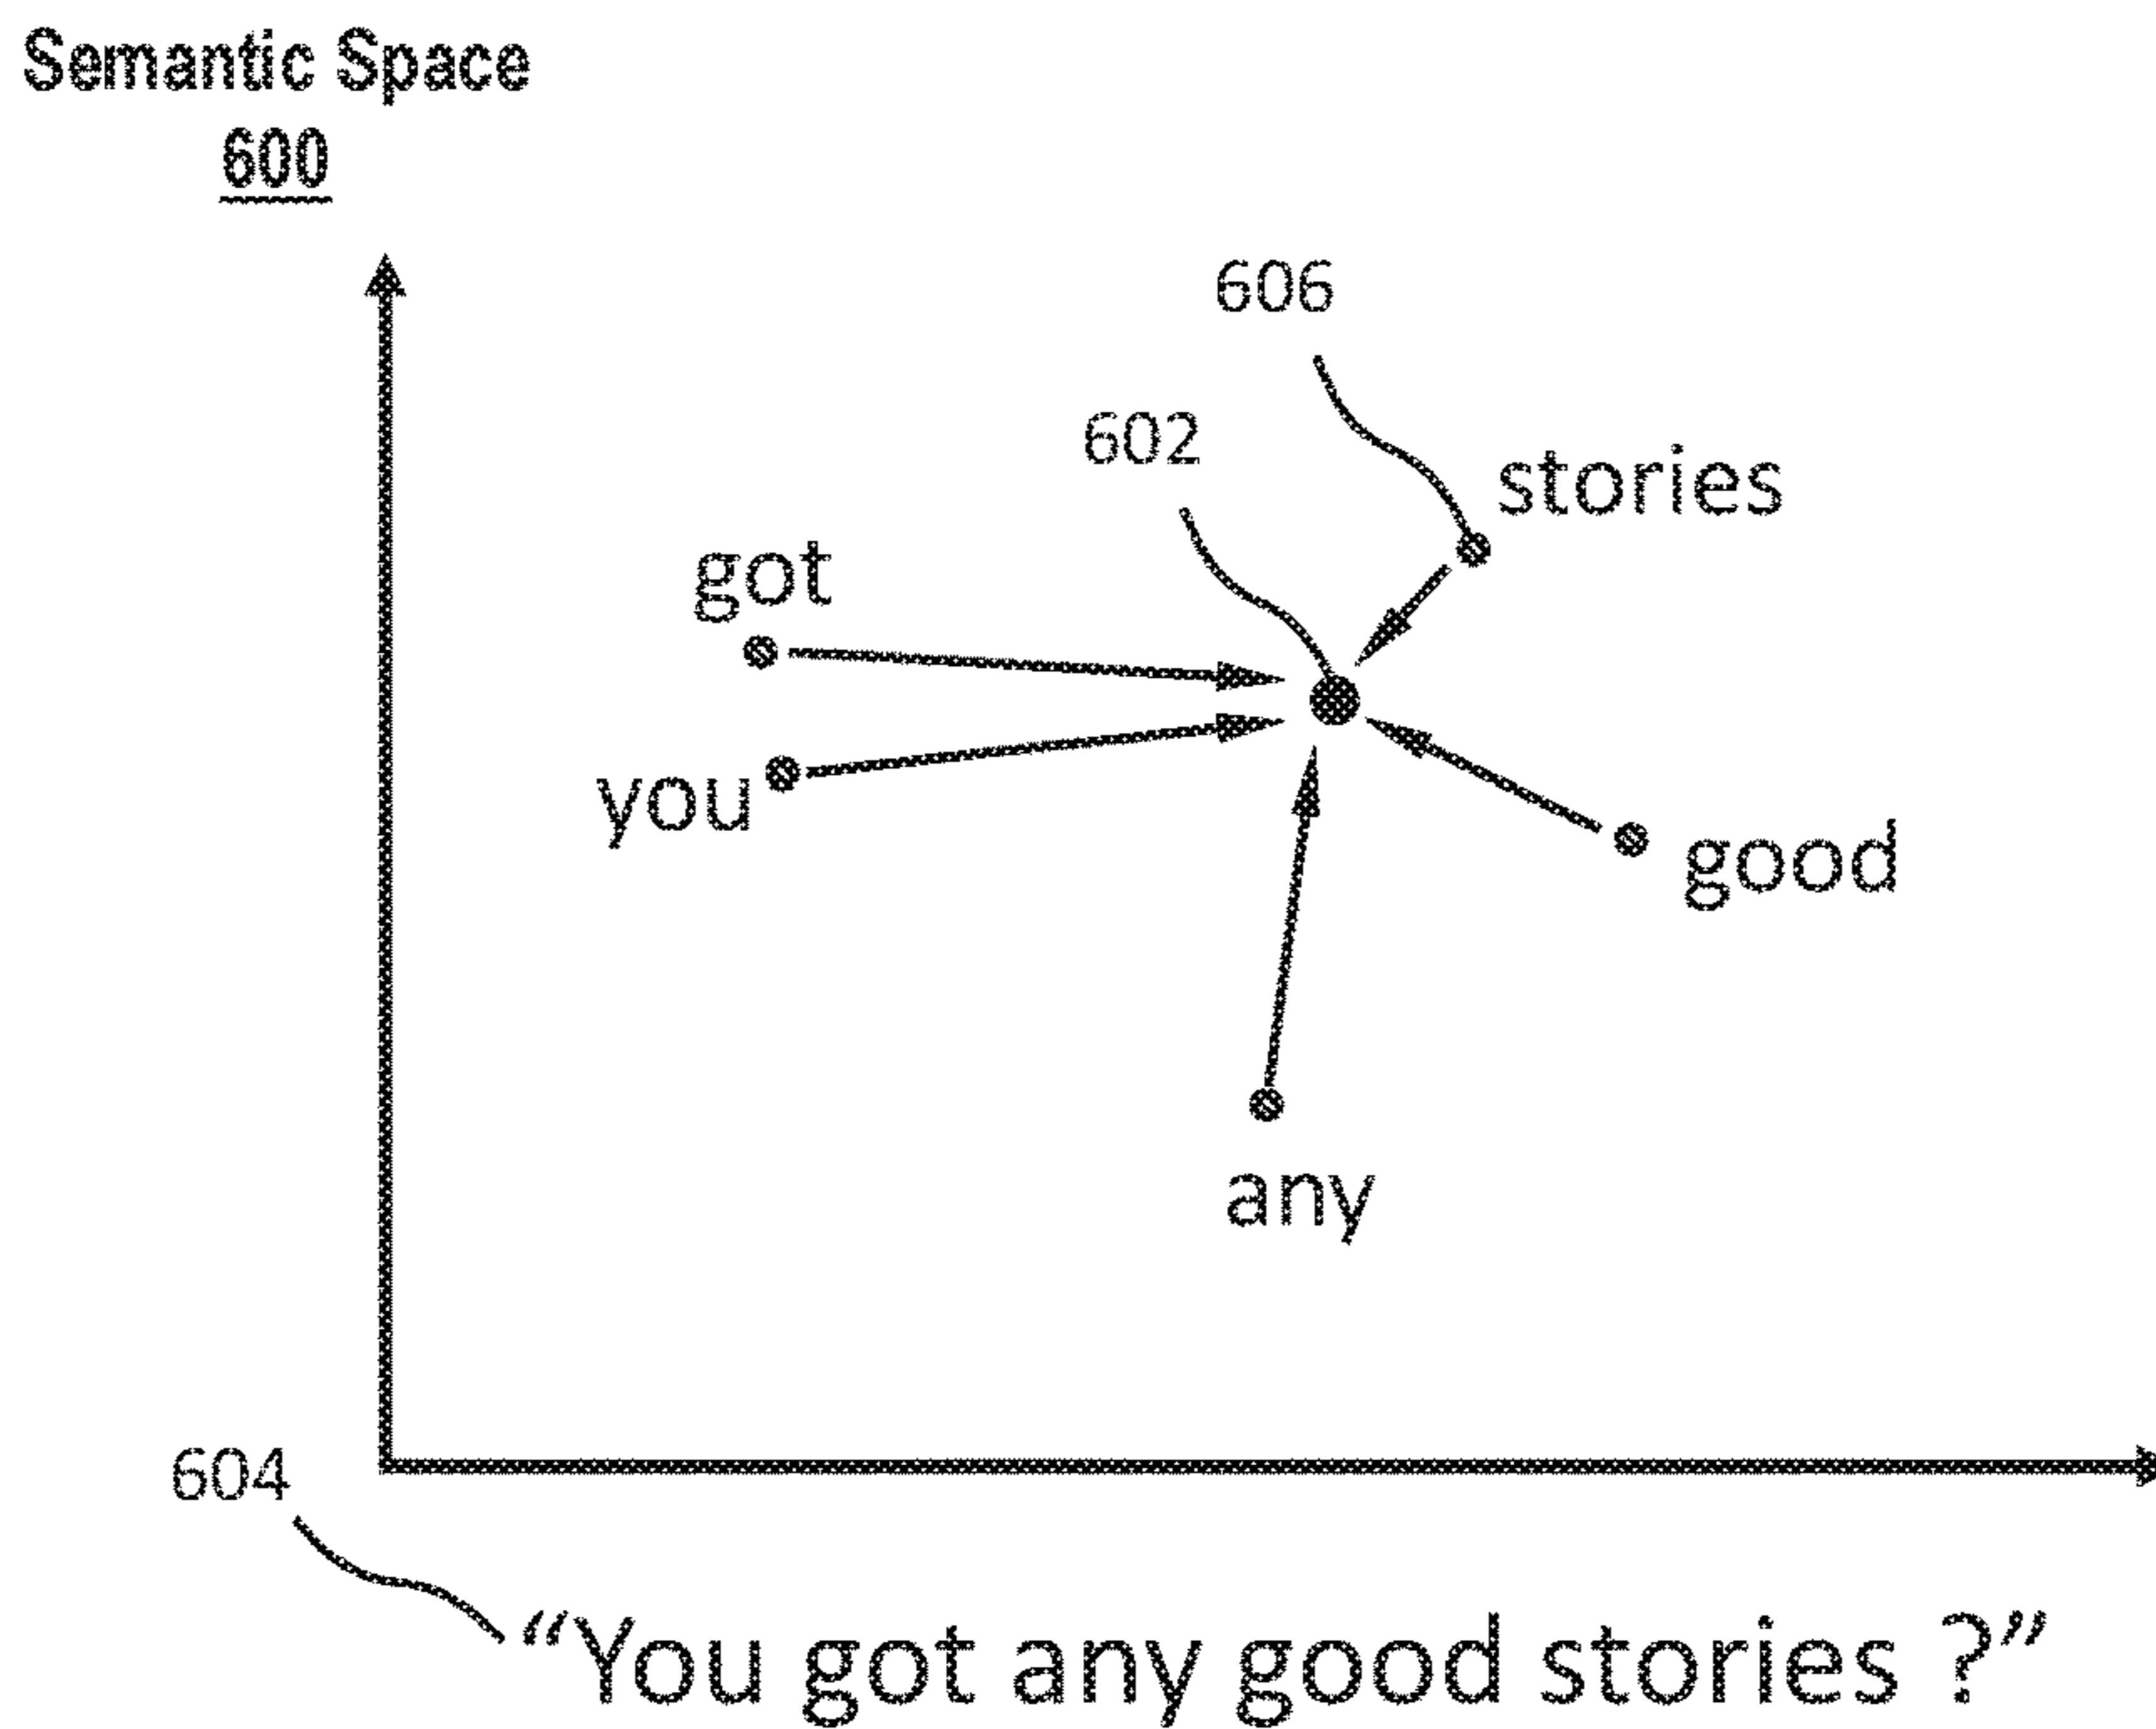 Semantic Space
600
606
602
stories
got
you
good
any
604
“You got any good stories ?”